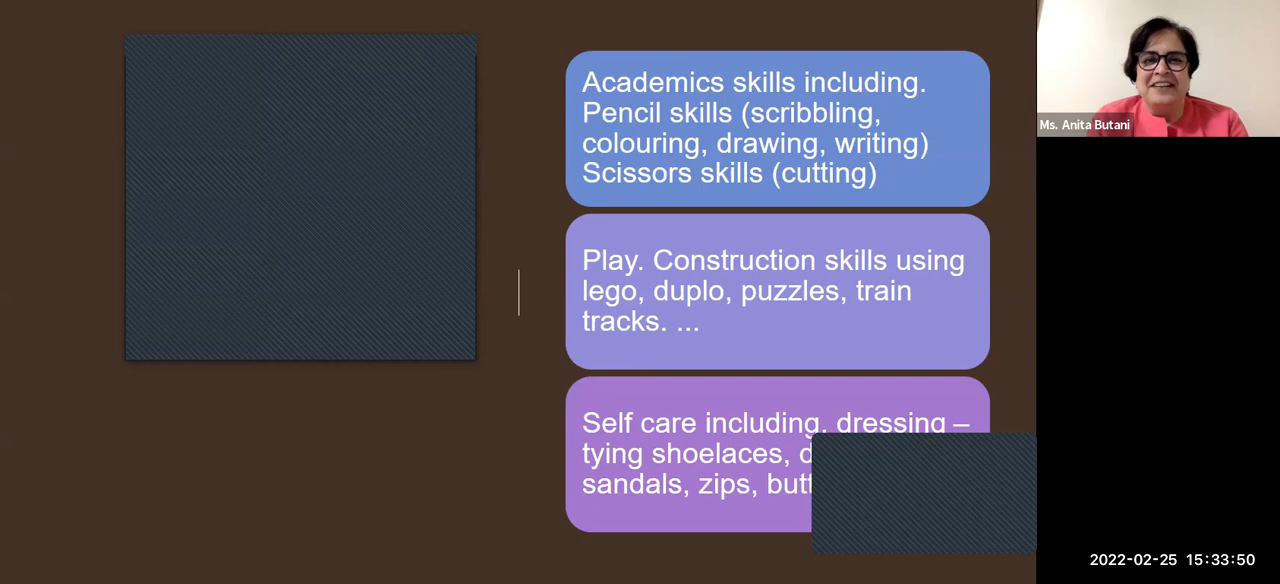 Academics skills including.
Pencil skills (scribbling,
colouring, drawing, writing)
Scissors skills (cutting)
Play. Construction skills using
lego, duplo, puzzles, train
tracks. ...
Self care including. dressing –
tying shoelaces,
sandals, zips,
Ms. Anita Butani
2022-02-25 15:33:50